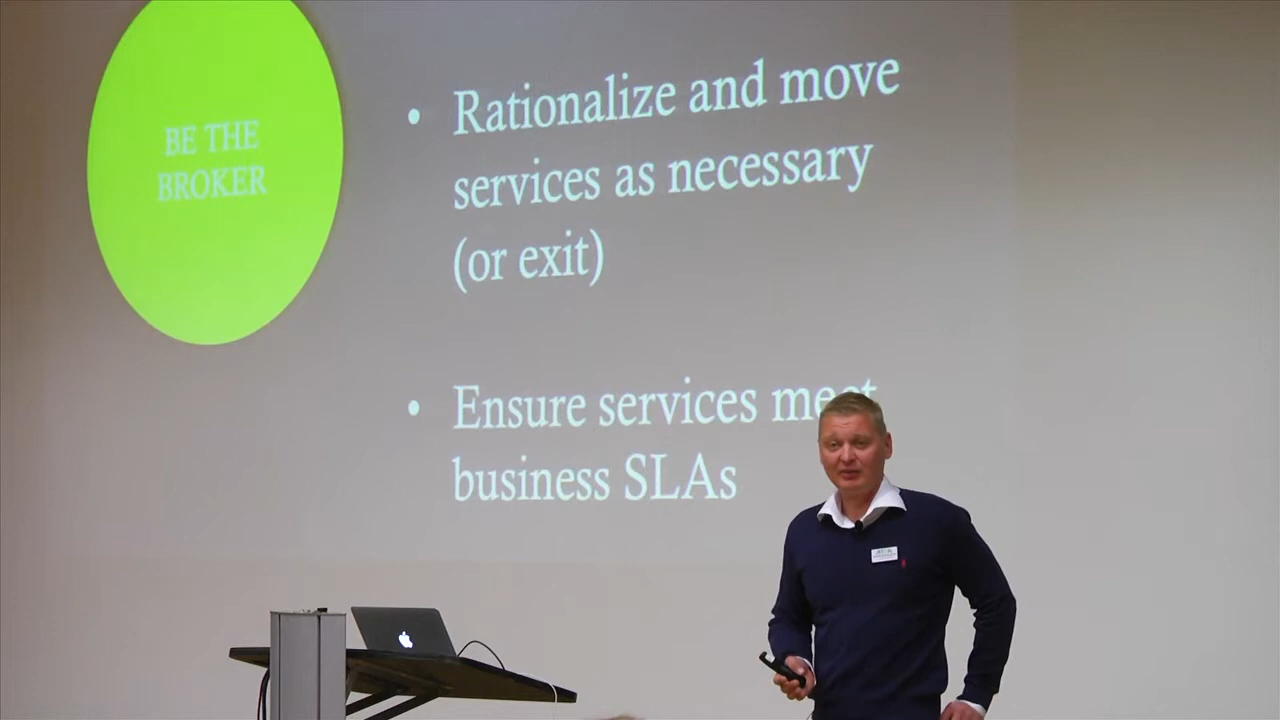 BE THE
BROKER
• Rationalize and move
services as necessary
(or exit)
• Ensure services meet
business SLAs